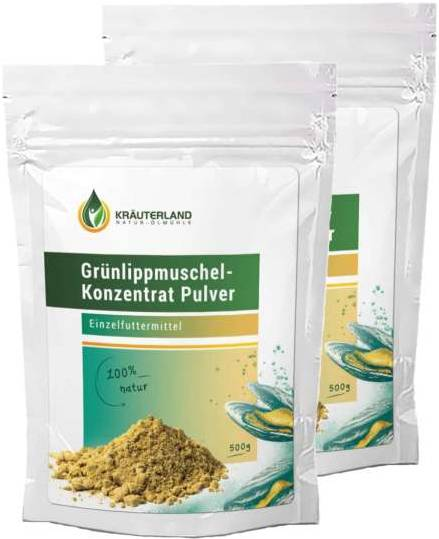 KRÄUTERLAND
NATUR-ÖLMÜHLE
Grünlippmuschel-
Konzentrat Pulver
Einzelfuttermittel
100%
natur
500g
500g